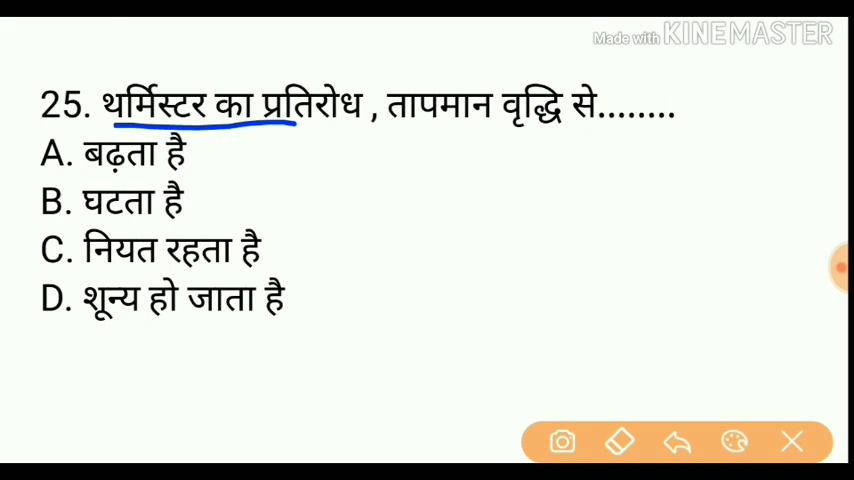 Made with KINEMASTER
25. थर्मिस्टर का प्रतिरोध , तापमान वृद्धि से........
A. बढ़ता है
B. घटता है
C. नियत रहता है
D. शून्य हो जाता है